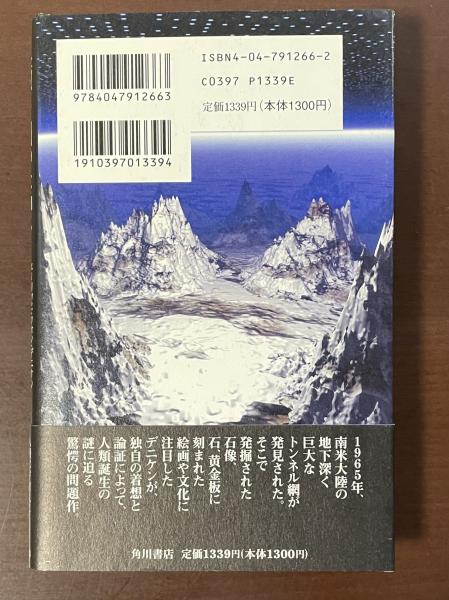 ISBN4-04-791266-2
C0397 P1339E
定価1339円(本体1300円)
9784047912663
1910397013394
1965年、
南米大陸の
地下深く
巨大な
トンネル網が
発見された。
そこで
発掘された
石像、
石・黄金板に
刻まれた
絵画や文化に
注目した
デニケンが、
独自の着想と
論証によって、
人類誕生の
謎に迫る
驚愕の問題作
角川書店 定価1339円(本体1300円)